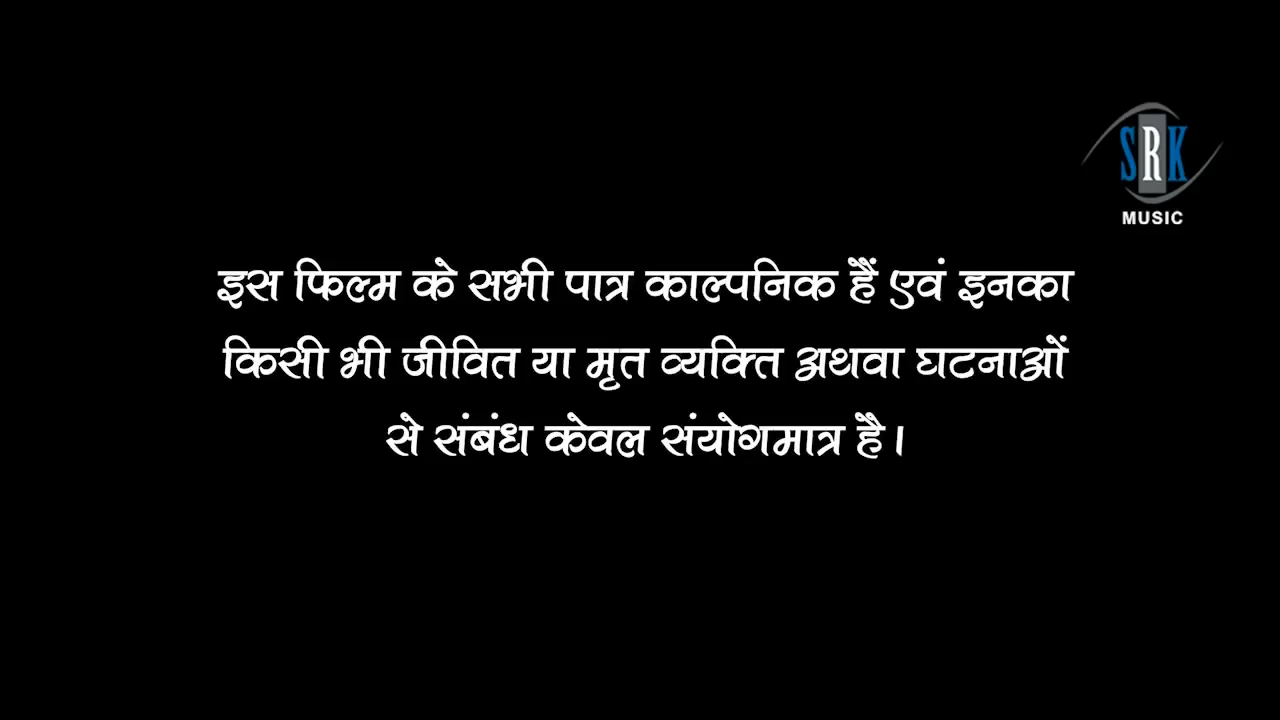 SRK
MUSIC
इस फिल्म के सभी पात्र काल्पनिक हैं एवं इनका
किसी भी जीवित या मृत व्यक्ति अथवा घटनाओं
से संबंध केवल संयोगमात्र है।